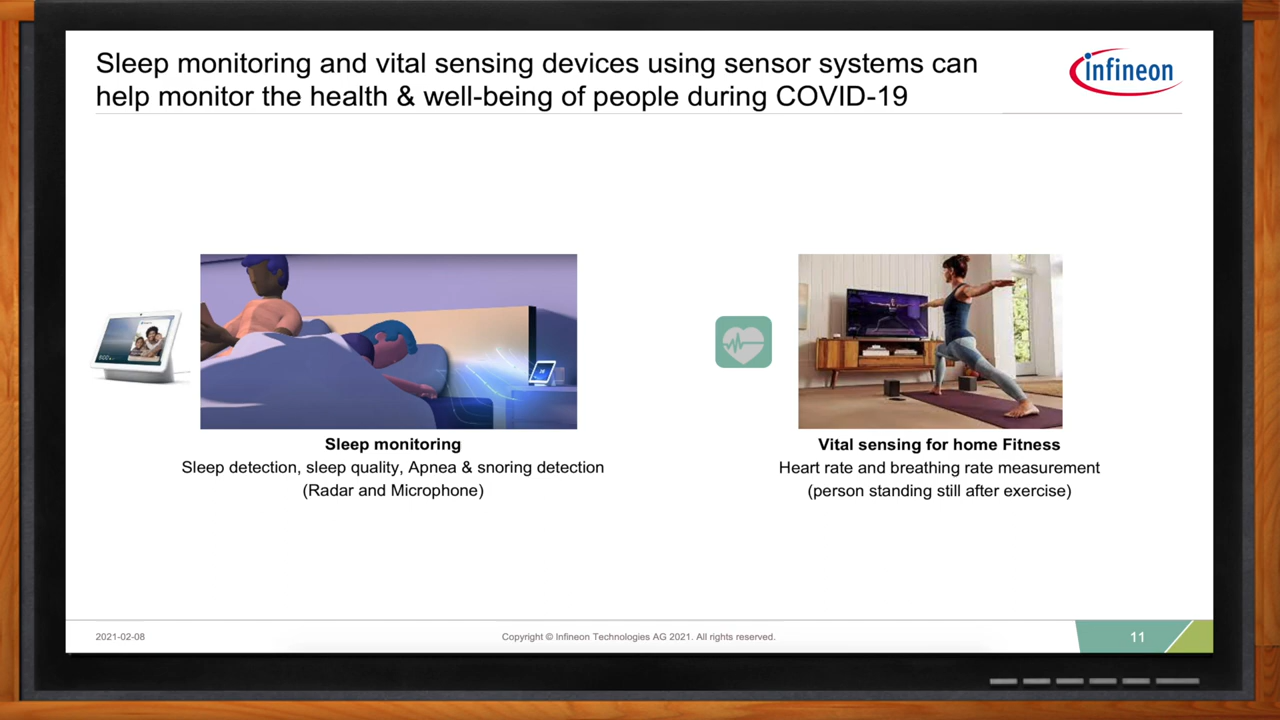 Sleep monitoring and vital sensing devices using sensor systems can
help monitor the health & well-being of people during COVID-19
infineon
Sleep monitoring
Sleep detection, sleep quality, Apnea & snoring detection
(Radar and Microphone)
Vital sensing for home Fitness
Heart rate and breathing rate measurement
(person standing still after exercise)
2021-02-08
Copyright © Infineon Technologies AG 2021. All rights reserved.
11